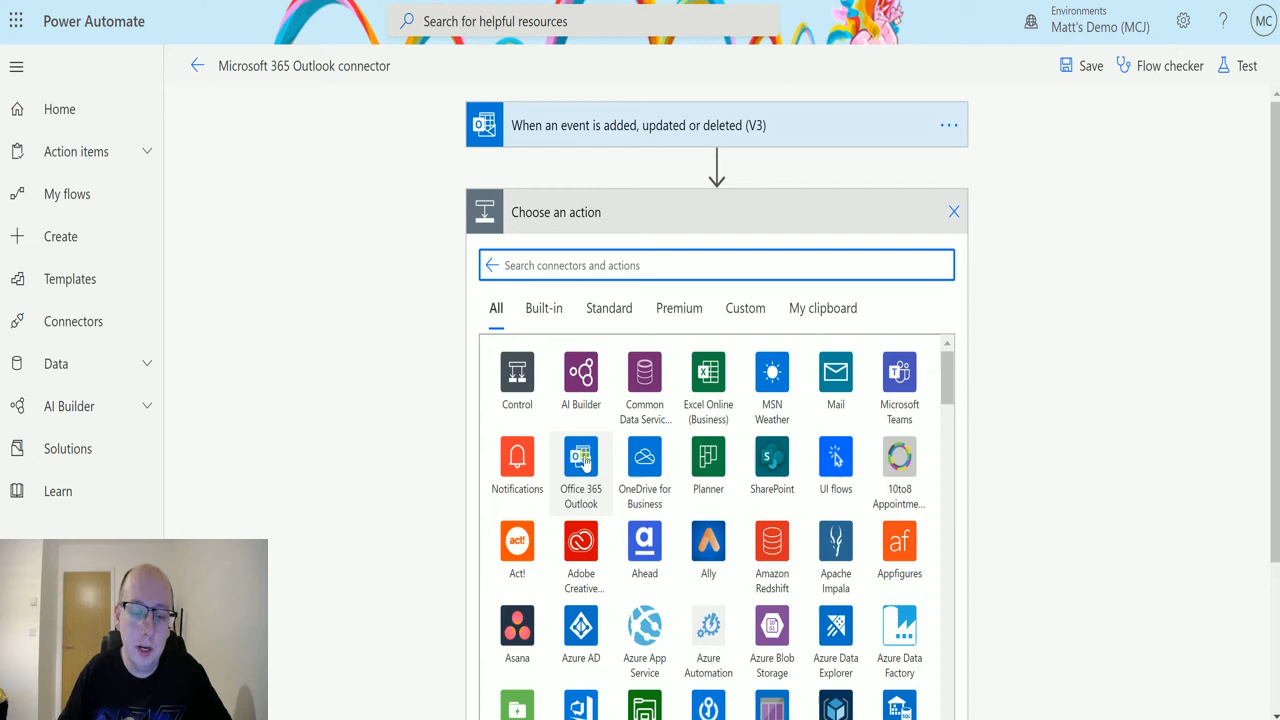 Power Automate
Search for helpful resources
Environments
Matt's Demo (MCJ)
?
MC
Microsoft 365 Outlook connector
Save
Flow checker
Test
Home
Action items
My flows
Create
Templates
Connectors
Data
AI Builder
Solutions
Learn
When an event is added, updated or deleted (V3)
...
Choose an action
Search connectors and actions
All
Built-in
Standard
Premium
Custom
My clipboard
Control
AI Builder
Common
Data Servic...
Excel Online
(Business)
MSN
Weather
Mail
Microsoft
Teams
Notifications
Office 365
Outlook
OneDrive for
Business
Planner
SharePoint
UI flows
10to8
Appointme...
act!
Act!
Adobe
Creative...
a
Ahead
Ally
Amazon
Redshift
Apache
Impala
af
Appfigures
Asana
Azure AD
Azure App
Service
Azure
Automation
Azure Blob
Storage
Azure Data
Explorer
Azure Data
Factory